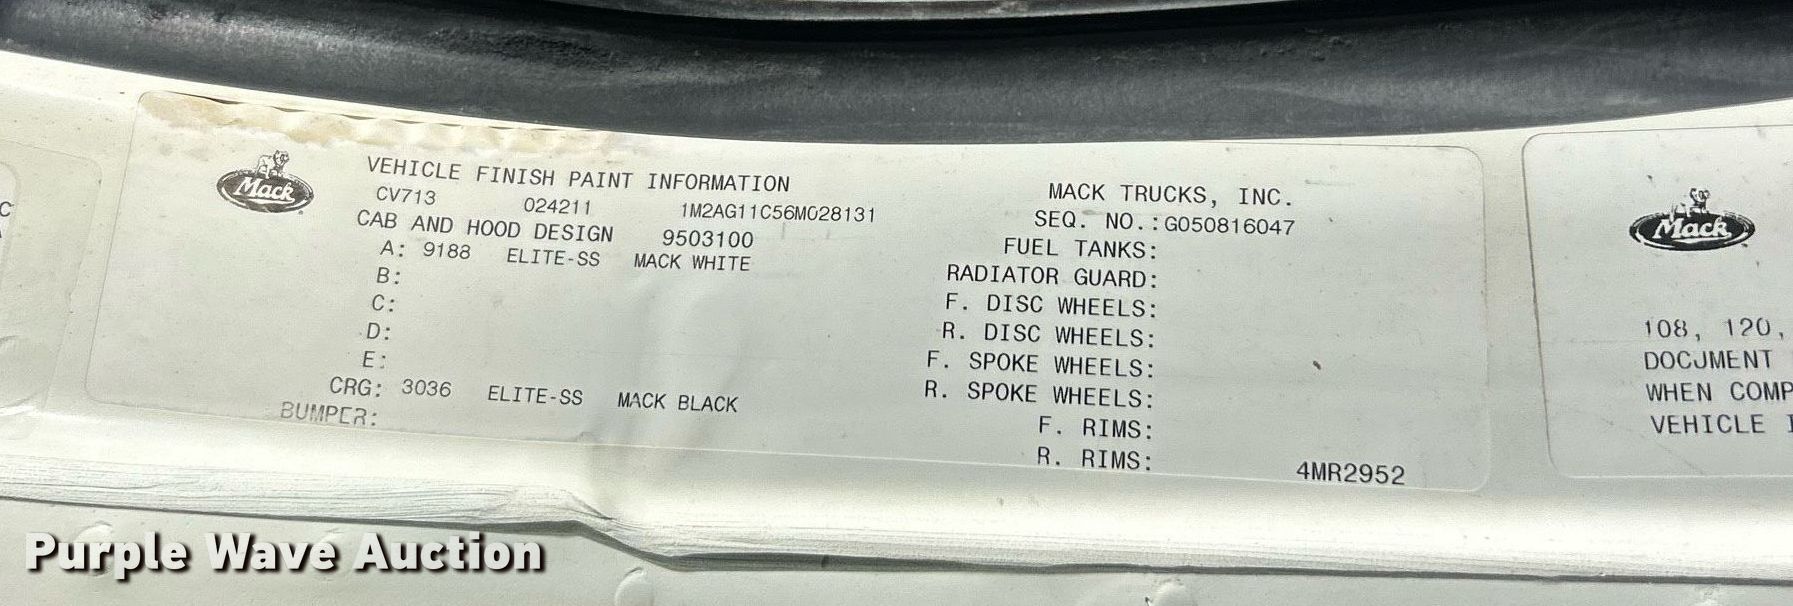 Mack
VEHICLE FINISH PAINT INFORMATION
CV713 024211 1M2AG11C56M028131
CAB AND HOOD DESIGN 9503100
A: 9188 ELITE-SS MACK WHITE
B:
C:
D:
E:
CRG: 3036 ELITE-SS MACK BLACK
BUMPER:
MACK TRUCKS, INC.
SEQ. NO.:G050816047
FUEL TANKS:
RADIATOR GUARD:
F. DISC WHEELS:
R. DISC WHEELS:
F. SPOKE WHEELS:
R. SPOKE WHEELS:
F. RIMS:
R. RIMS:
4MR2952
Mack
108, 120,
DOCUMENT
WHEN COMP
VEHICLE
Purple Wave Auction